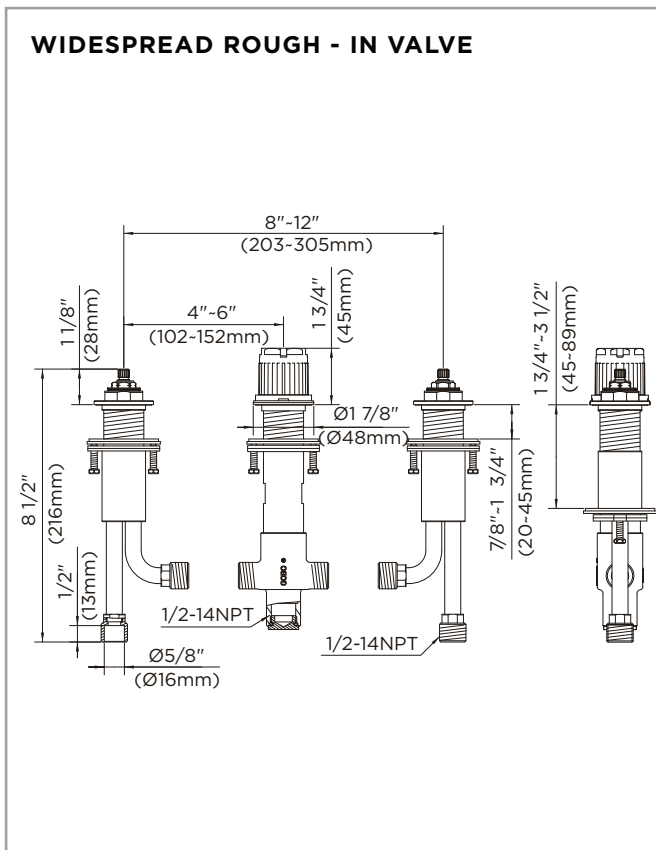 WIDESPREAD ROUGH - IN VALVE
8"~12"
(203~305mm)
4"~6"
(102~152mm)
1 1/8"
(28mm)
1 3/4"
(45mm)
1 3/4"~3 1/2"
(45~89mm)
Ø1 7/8"
(Ø48mm)
8 1/2"
(216mm)
7/8"~1 3/4"
(20~45mm)
1/2"
(13mm)
1/2-14NPT
1/2-14NPT
Ø5/8"
(Ø16mm)